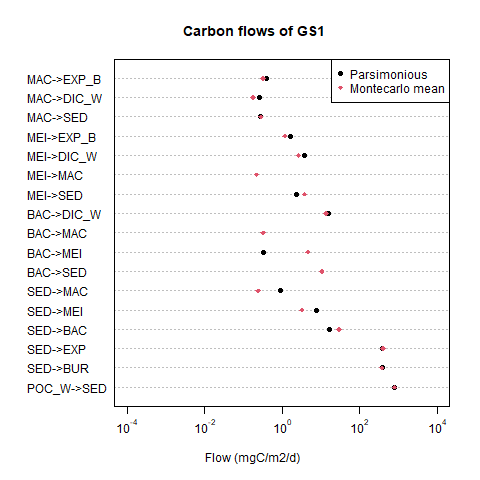 Carbon flows of GS1
Parsimonious
Montecarlo mean
MAC->EXP_B
MAC->DIC_W
MAC->SED
MEI->EXP_B
MEI->DIC_W
MEI->MAC
MEI->SED
BAC->DIC_W
BAC->MAC
BAC->MEI
BAC->SED
SED->MAC
SED->MEI
SED->BAC
SED->EXP
SED->BUR
POC_W->SED
10⁻⁴ 10⁻² 10⁰ 10² 10⁴
Flow (mgC/m2/d)